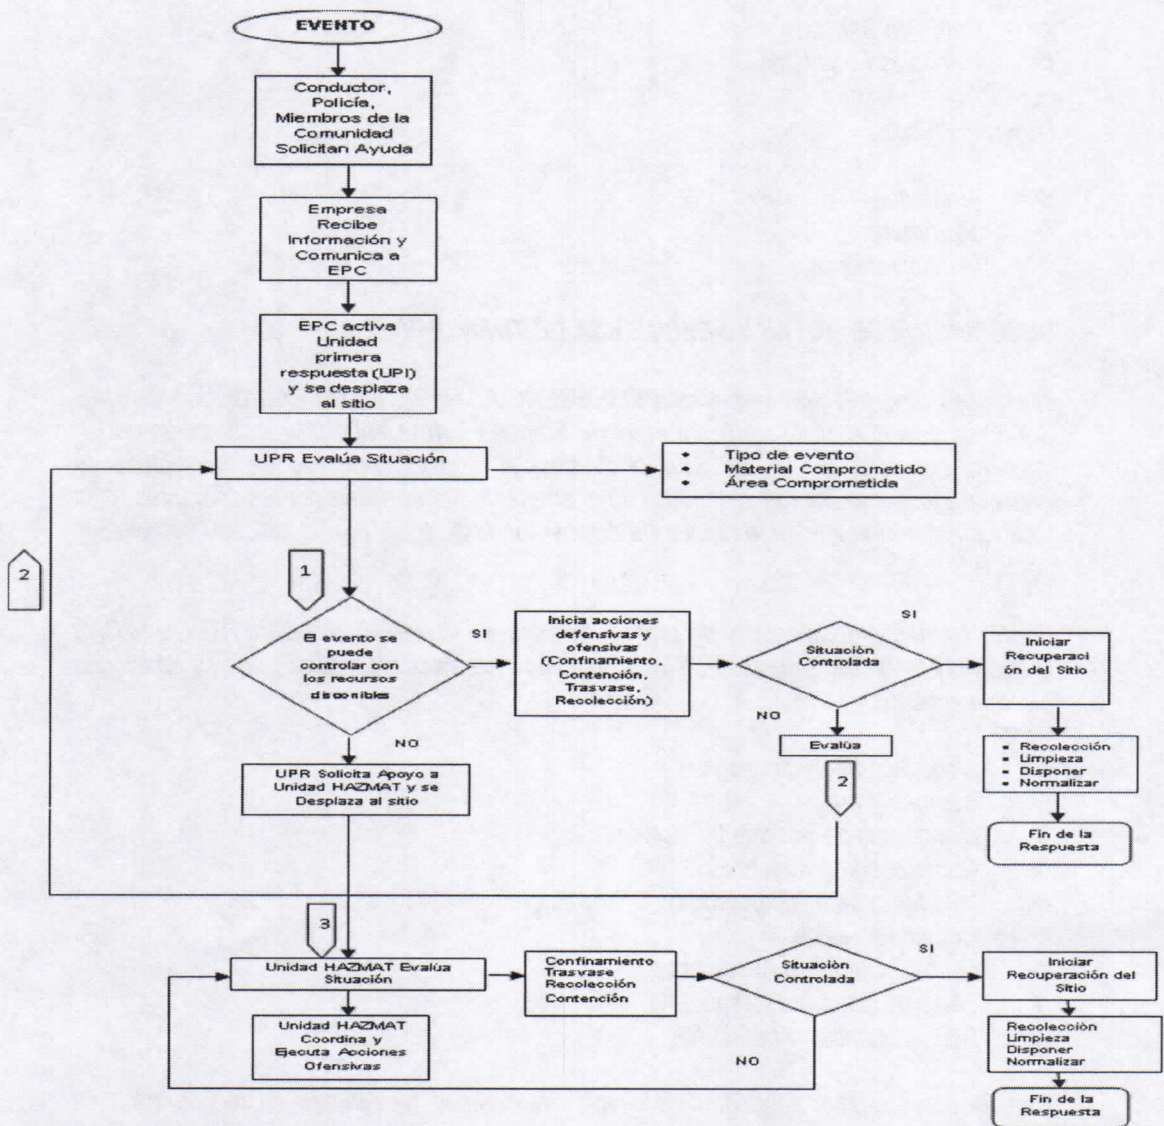 EVENTO
Conductor,
Policía,
Miembros de la
Comunidad
Solicitan Ayuda
Empresa
Recibe
Información y
Comunica a
EPC
EPC activa
Unidad
primera
respuesta (UPI)
y se desplaza
al sitio
UPR Evalúa Situación
• Tipo de evento
• Material Comprometido
• Área Comprometida
2
1
El evento se
puede
controlar con
los recursos
disponibles
SI
Inicia acciones
defensivas y
ofensivas
(Confinamiento,
Contención,
Trasvase,
Recolección)
Situación
Controlada
SI
Iniciar
Recuperaci
ón del Sitio
NO
NO
Evalúa
2
• Recolección
• Limpieza
• Disponer
• Normalizar
Fin de la
Respuesta
UPR Solicita Apoyo a
Unidad HAZMAT y se
Desplaza al sitio
3
Unidad HAZMAT Evalúa
Situación
Confinamiento
Trasvase
Recolección
Contención
Situación
Controlada
SI
Iniciar
Recuperación del
Sitio
Unidad HAZMAT
Coordina y
Ejecuta Acciones
Ofensivas
NO
Recolección
Limpieza
Disponer
Normalizar
Fin de la
Respuesta